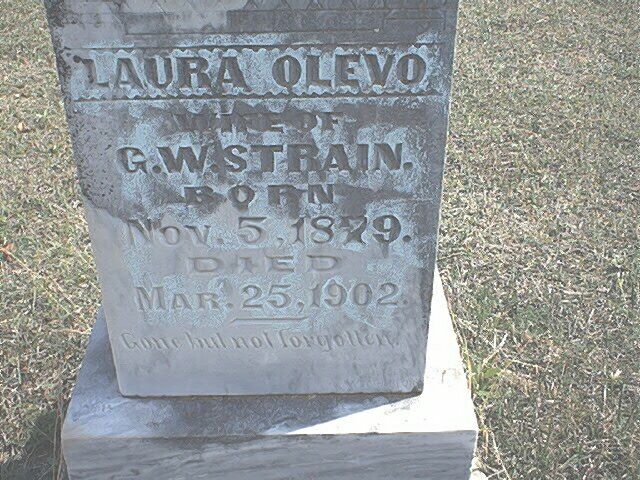 LAURA OLEVO
WIFE OF
G.W. STRAIN.
BORN
Nov. 5, 1879.
DIED
Mar. 25, 1902.
Gone but not forgotten.